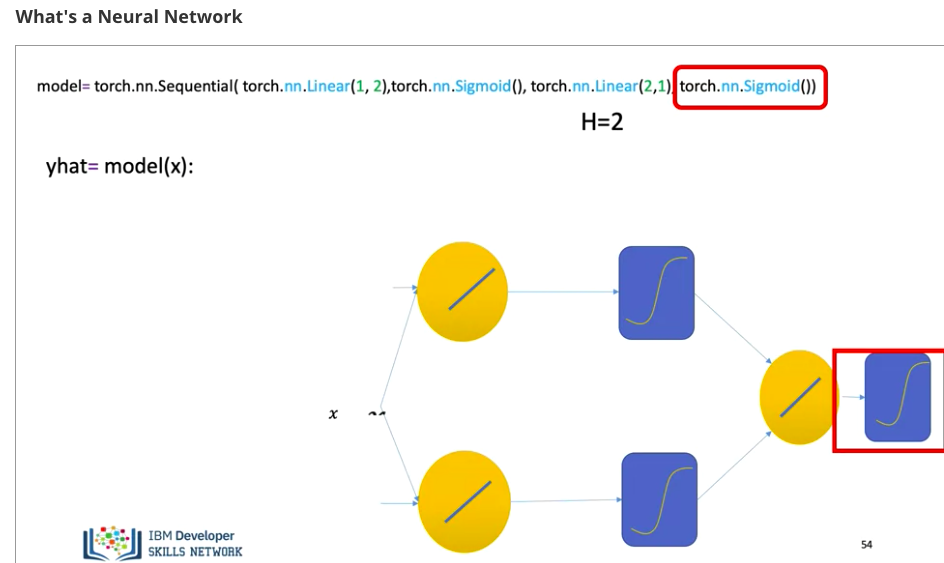 What's a Neural Network
model= torch.nn.Sequential( torch.nn.Linear(1, 2),torch.nn.Sigmoid(), torch.nn.Linear(2,1) torch.nn.Sigmoid())
H=2
yhat= model(x):
x
IBM Developer
SKILLS NETWORK
54